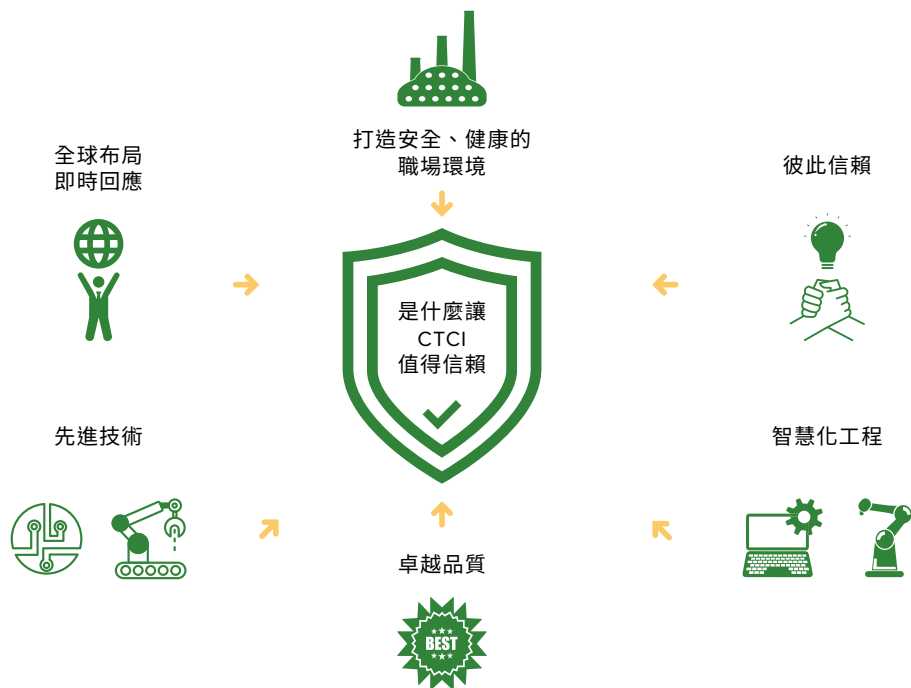 打造安全、健康的
職場環境
全球布局
即時回應
彼此信賴
是什麼讓
CTCI
值得信賴
先進技術
智慧化工程
卓越品質
BEST